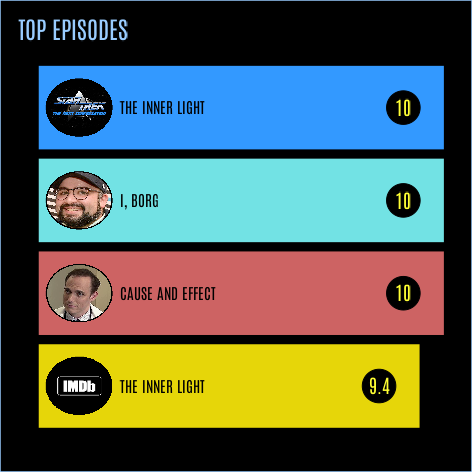 TOP EPISODES
STAR TREK
THE NEXT GENERATION
THE INNER LIGHT
10
I, BORG
10
CAUSE AND EFFECT
10
IMDb
THE INNER LIGHT
9.4